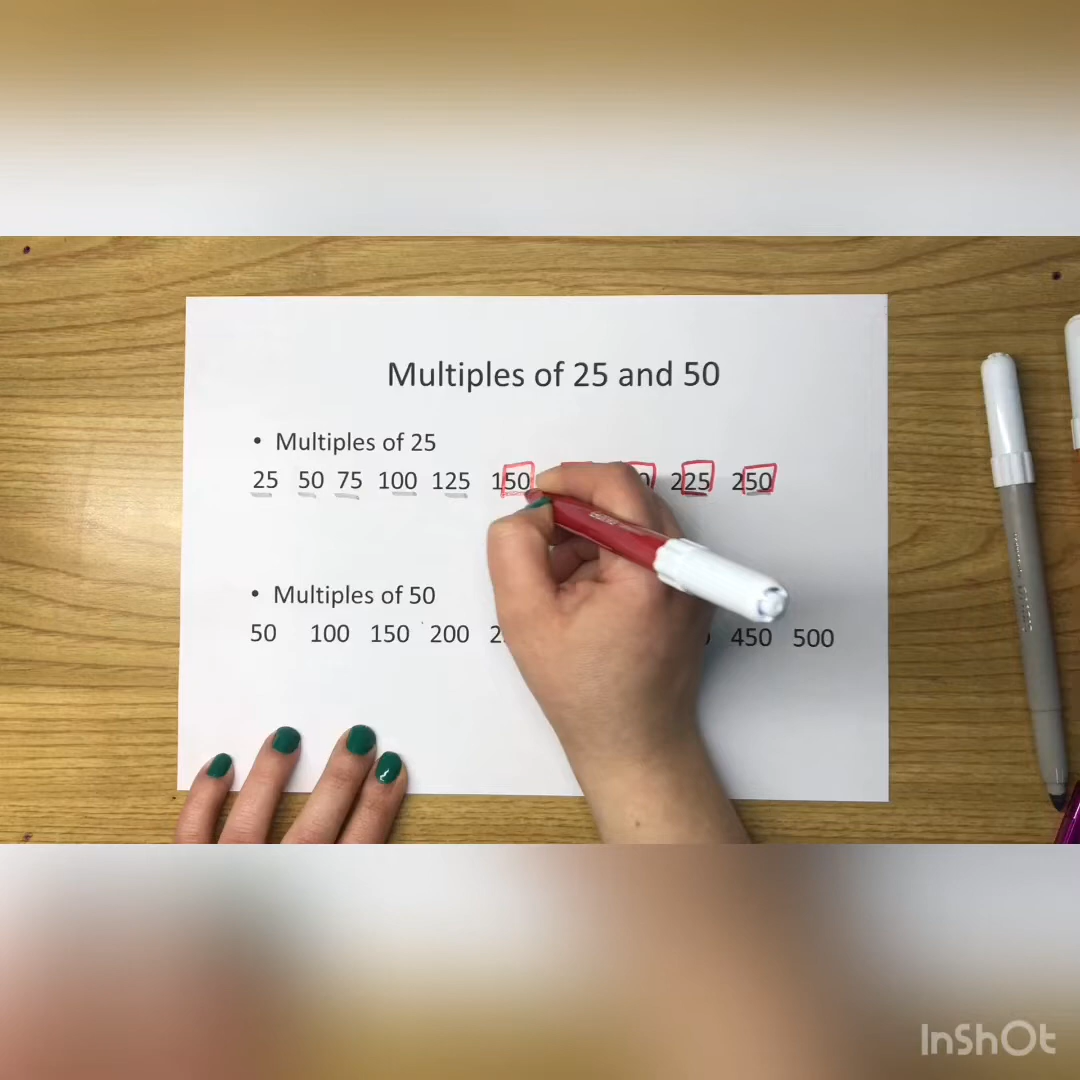 Multiples of 25 and 50
• Multiples of 25
25 50 75 100 125 150 225 250
• Multiples of 50
50 100 150 200 450 500
InShOt